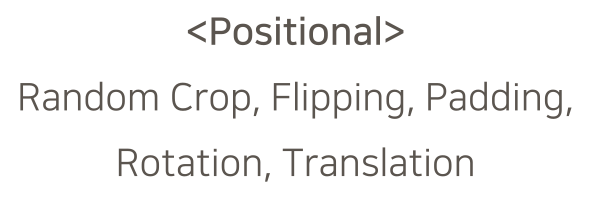 <Positional>
Random Crop, Flipping, Padding,
Rotation, Translation